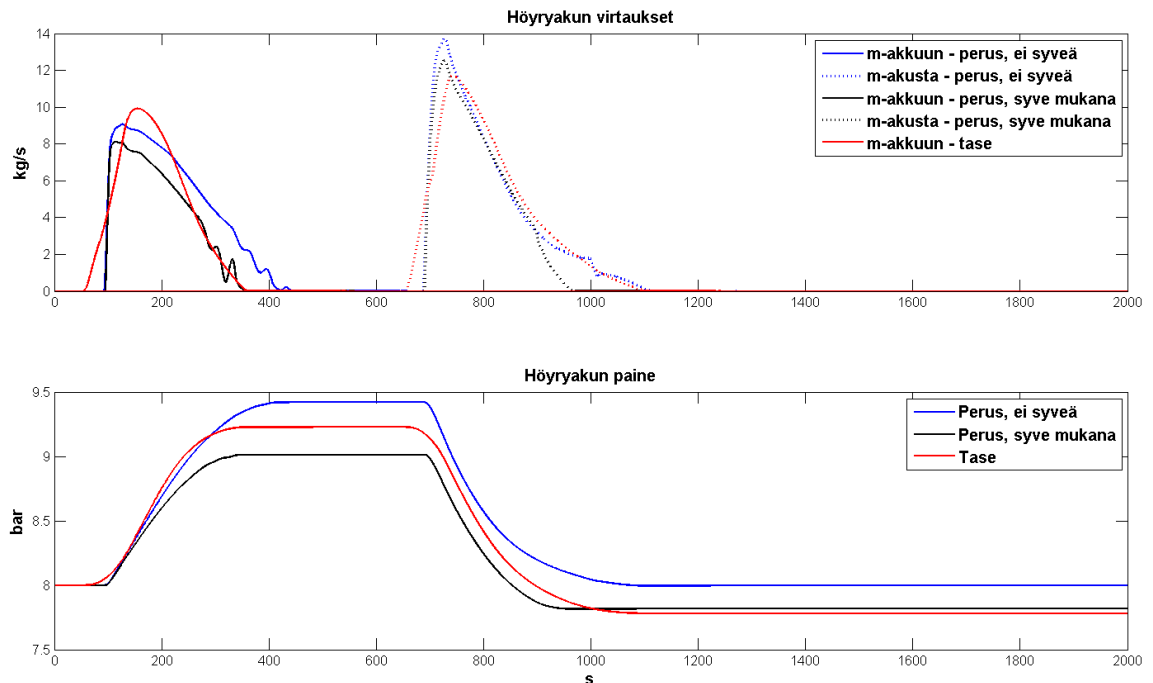 Höyryakun virtaukset
14
12
10
8
6
4
2
0
kg/s
m-akkuun - perus, ei syveä
m-akusta - perus, ei syveä
m-akkuun - perus, syve mukana
m-akusta - perus, syve mukana
m-akkuun - tase
0 200 400 600 800 1000 1200 1400 1600 1800 2000
Höyryakun paine
9.5
9
8.5
8
7.5
bar
Perus, ei syveä
Perus, syve mukana
Tase
0 200 400 600 800 1000 1200 1400 1600 1800 2000
s